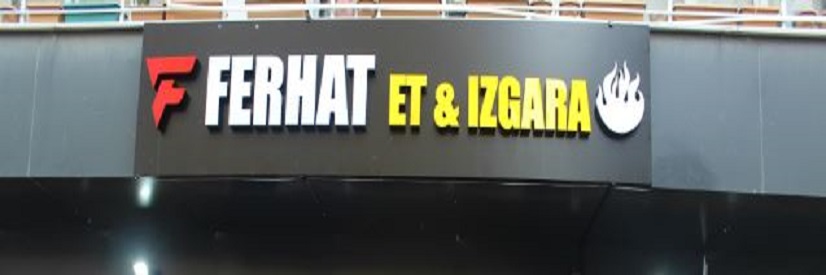 F FERHAT ET & IZGARA